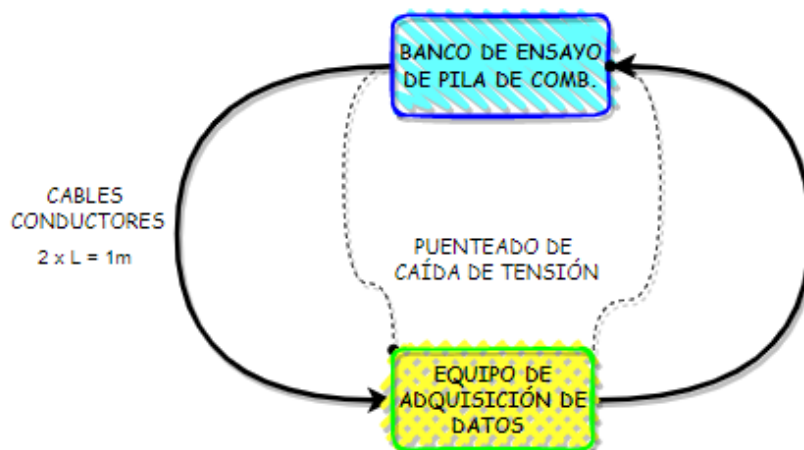 BANCO DE ENSAYO
DE PILA DE COMB.
CABLES
CONDUCTORES
2 x L = 1m
PUENTEADO DE
CAÍDA DE TENSIÓN
EQUIPO DE
ADQUISICIÓN DE
DATOS